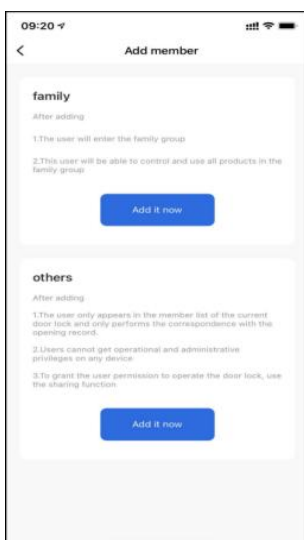 09:20
Add member
family
After adding
1.The user will enter the family group
2.This user will be able to control and use all products in the
family group
Add it now
others
After adding
1.The user only appears in the member list of the current
door lock and only performs the correspondence with the
opening record.
2.Users cannot get operational and administrative
privileges on any device
3.To grant the user permission to operate the door lock, use
the sharing function
Add it now